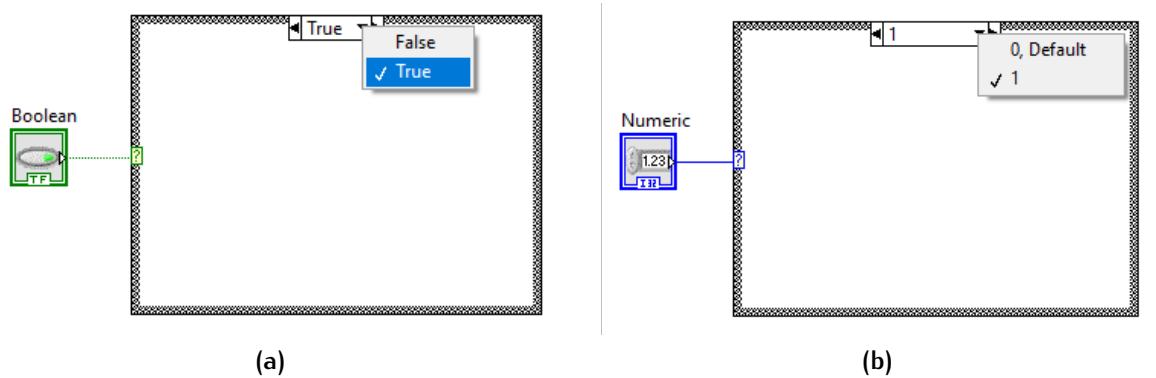 True
False
✓ True
Boolean
?
TF
(a)
1
0, Default
✓ 1
Numeric
1.23
?
I32
(b)